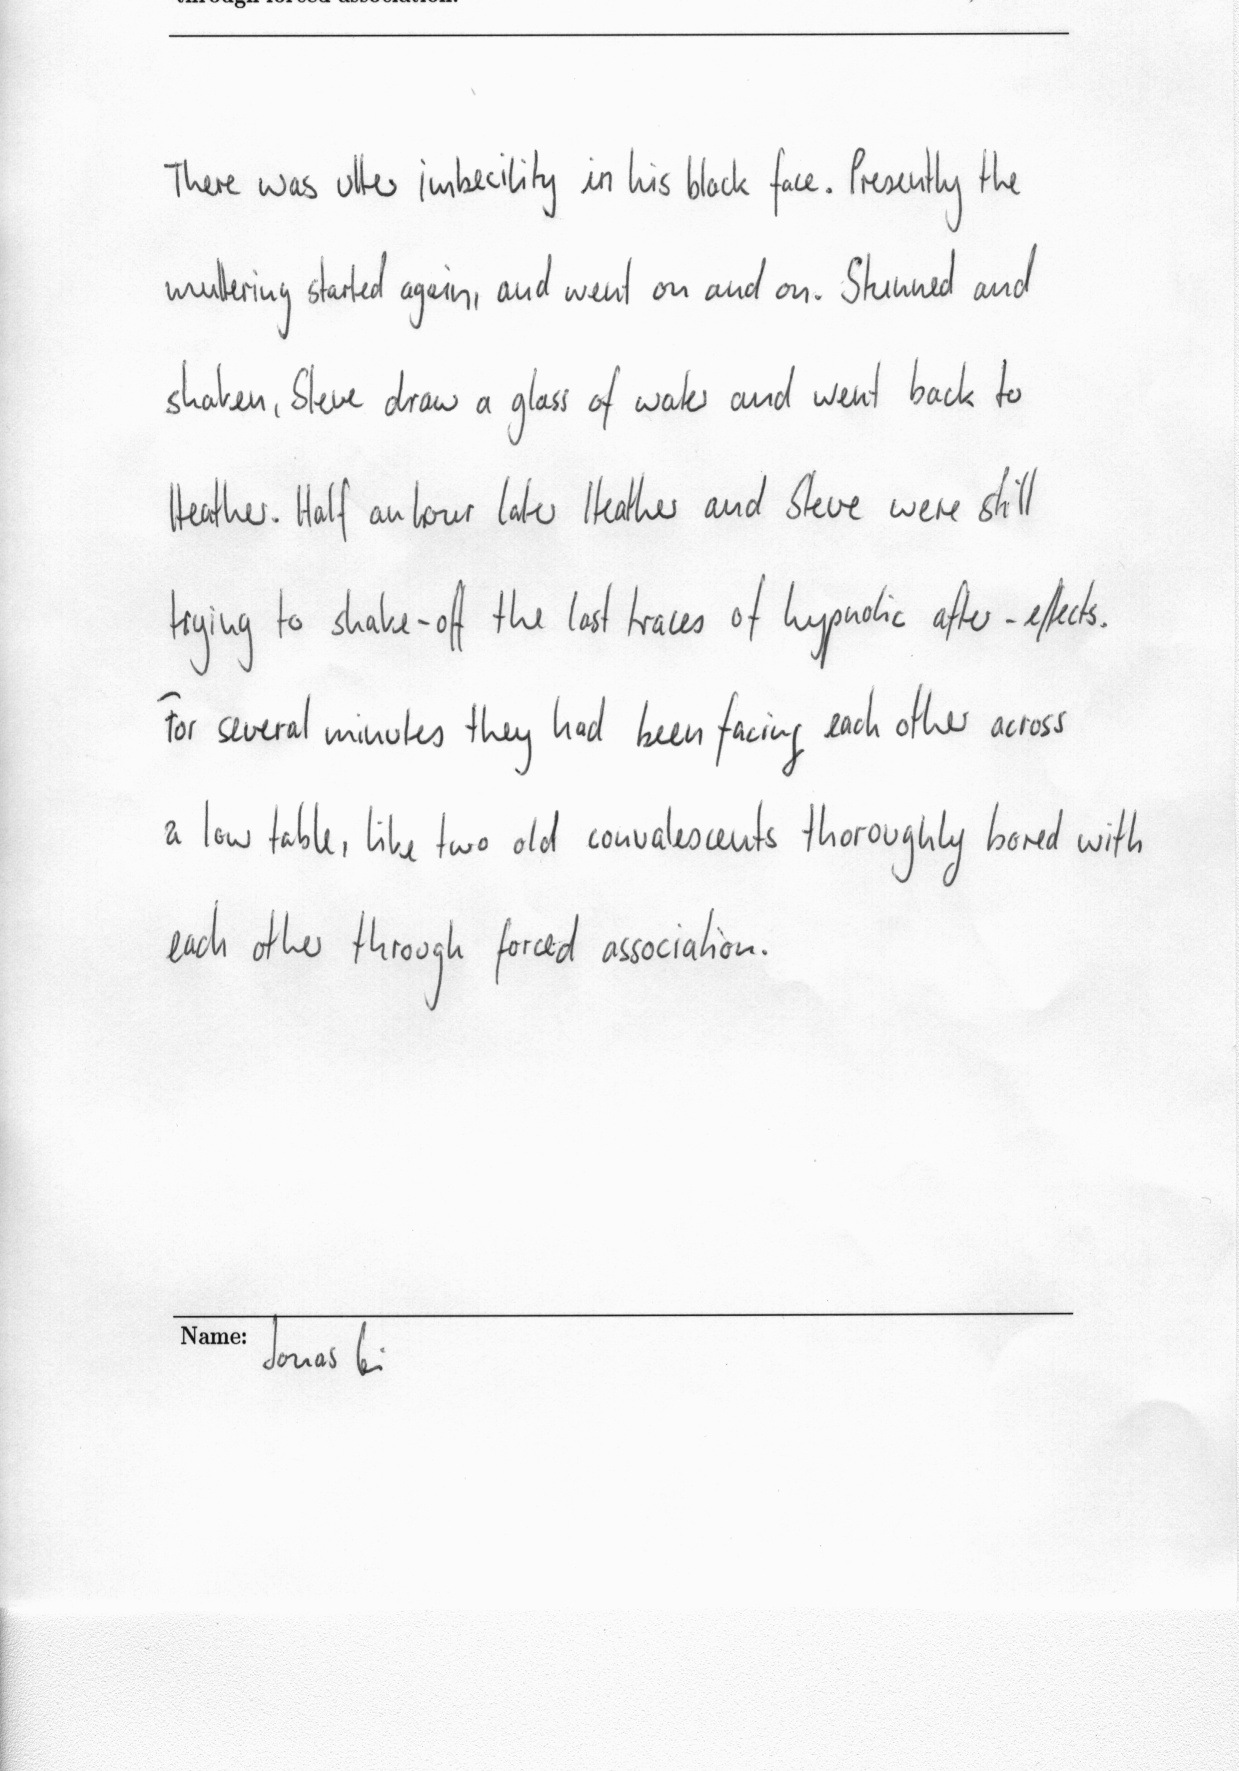 through forced association.
There was utter imbecility in his black face. Presently the
muttering started again, and went on and on. Stunned and
shaken, Steve draw a glass of water and went back to
Heather. Half an hour later Heather and Steve were still
trying to shake-off the last traces of hypnotic after-effects.
For several minutes they had been facing each other across
a low table, like two old convalescents thoroughly bored with
each other through forced association.
Name: Jonas